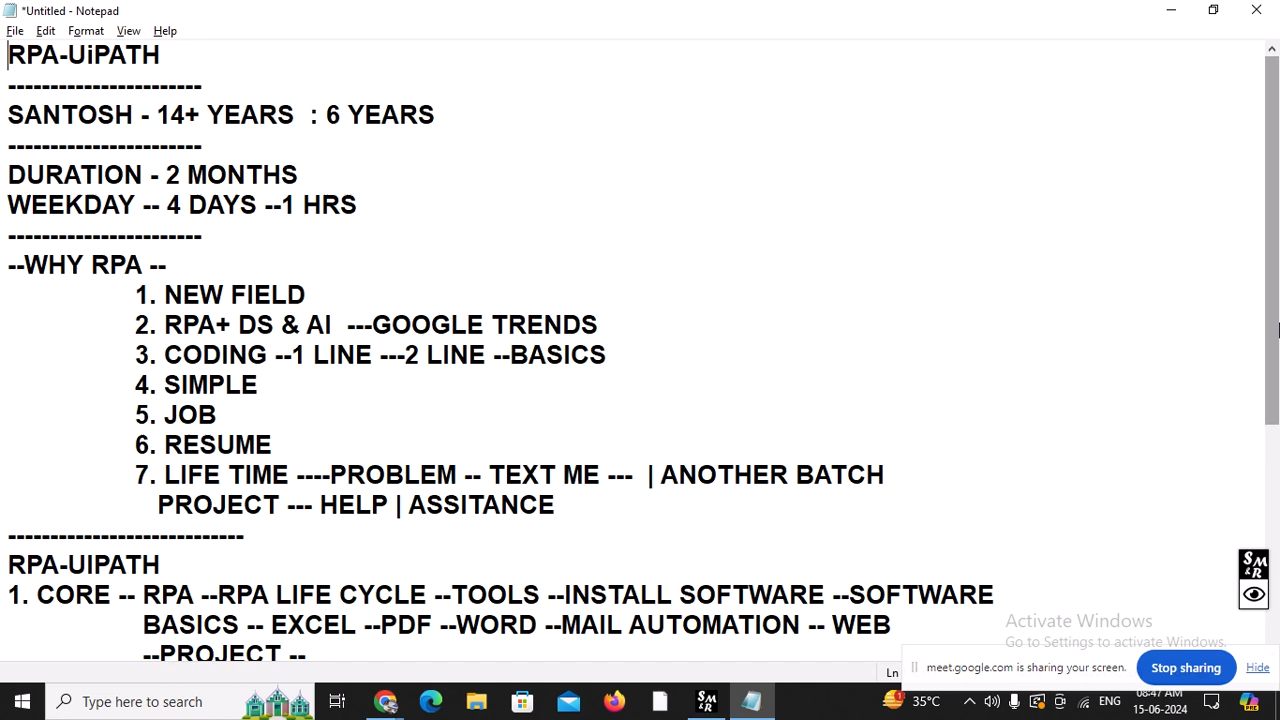 *Untitled - Notepad
File Edit Format View Help
RPA-UiPATH
-----------------------
SANTOSH - 14+ YEARS  : 6 YEARS
-----------------------
DURATION - 2 MONTHS
WEEKDAY -- 4 DAYS --1 HRS
-----------------------
--WHY RPA --
1. NEW FIELD
2. RPA+ DS & AI  ---GOOGLE TRENDS
3. CODING --1 LINE ---2 LINE --BASICS
4. SIMPLE
5. JOB
6. RESUME
7. LIFE TIME ----PROBLEM -- TEXT ME ---  | ANOTHER BATCH
PROJECT --- HELP | ASSITANCE
----------------------------
RPA-UIPATH
1. CORE -- RPA --RPA LIFE CYCLE --TOOLS --INSTALL SOFTWARE --SOFTWARE
BASICS -- EXCEL --PDF --WORD --MAIL AUTOMATION -- WEB
--PROJECT --
SM&R
Activate Windows
Go to Settings to activate Windows.
Ln
meet.google.com is sharing your screen. Stop sharing Hide
Type here to search
SM&R
1
35°C
ENG
08:47 AM
15-06-2024
PRE